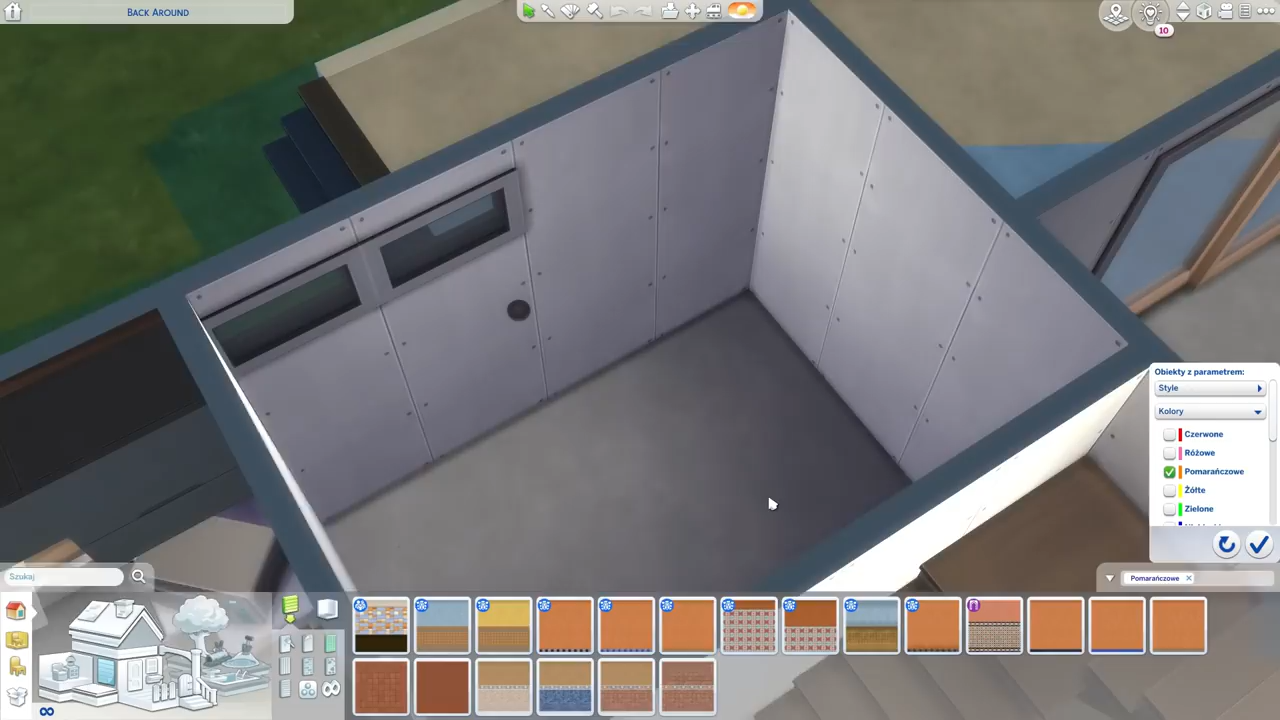 BACK AROUND
10
Obiekty z parametrem:
Style
Kolory
Czerwone
Różowe
Pomarańczowe
Żółte
Zielone
Szukaj
Pomarańczowe